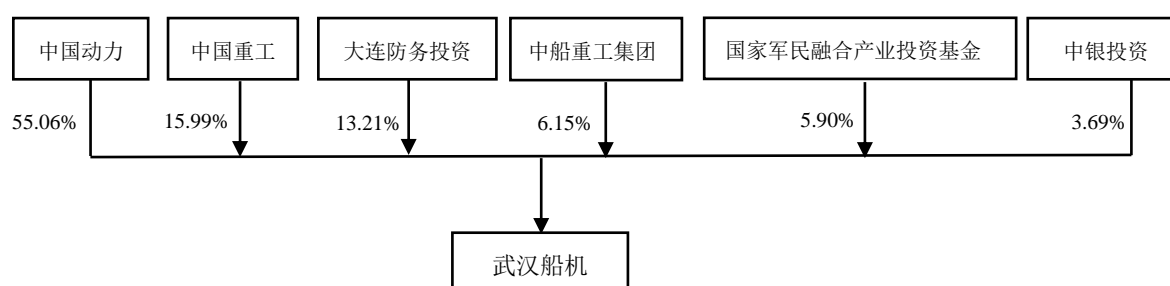 中国动力 中国重工 大连防务投资 中船重工集团 国家军民融合产业投资基金 中银投资
55.06% 15.99% 13.21% 6.15% 5.90% 3.69%
武汉船机